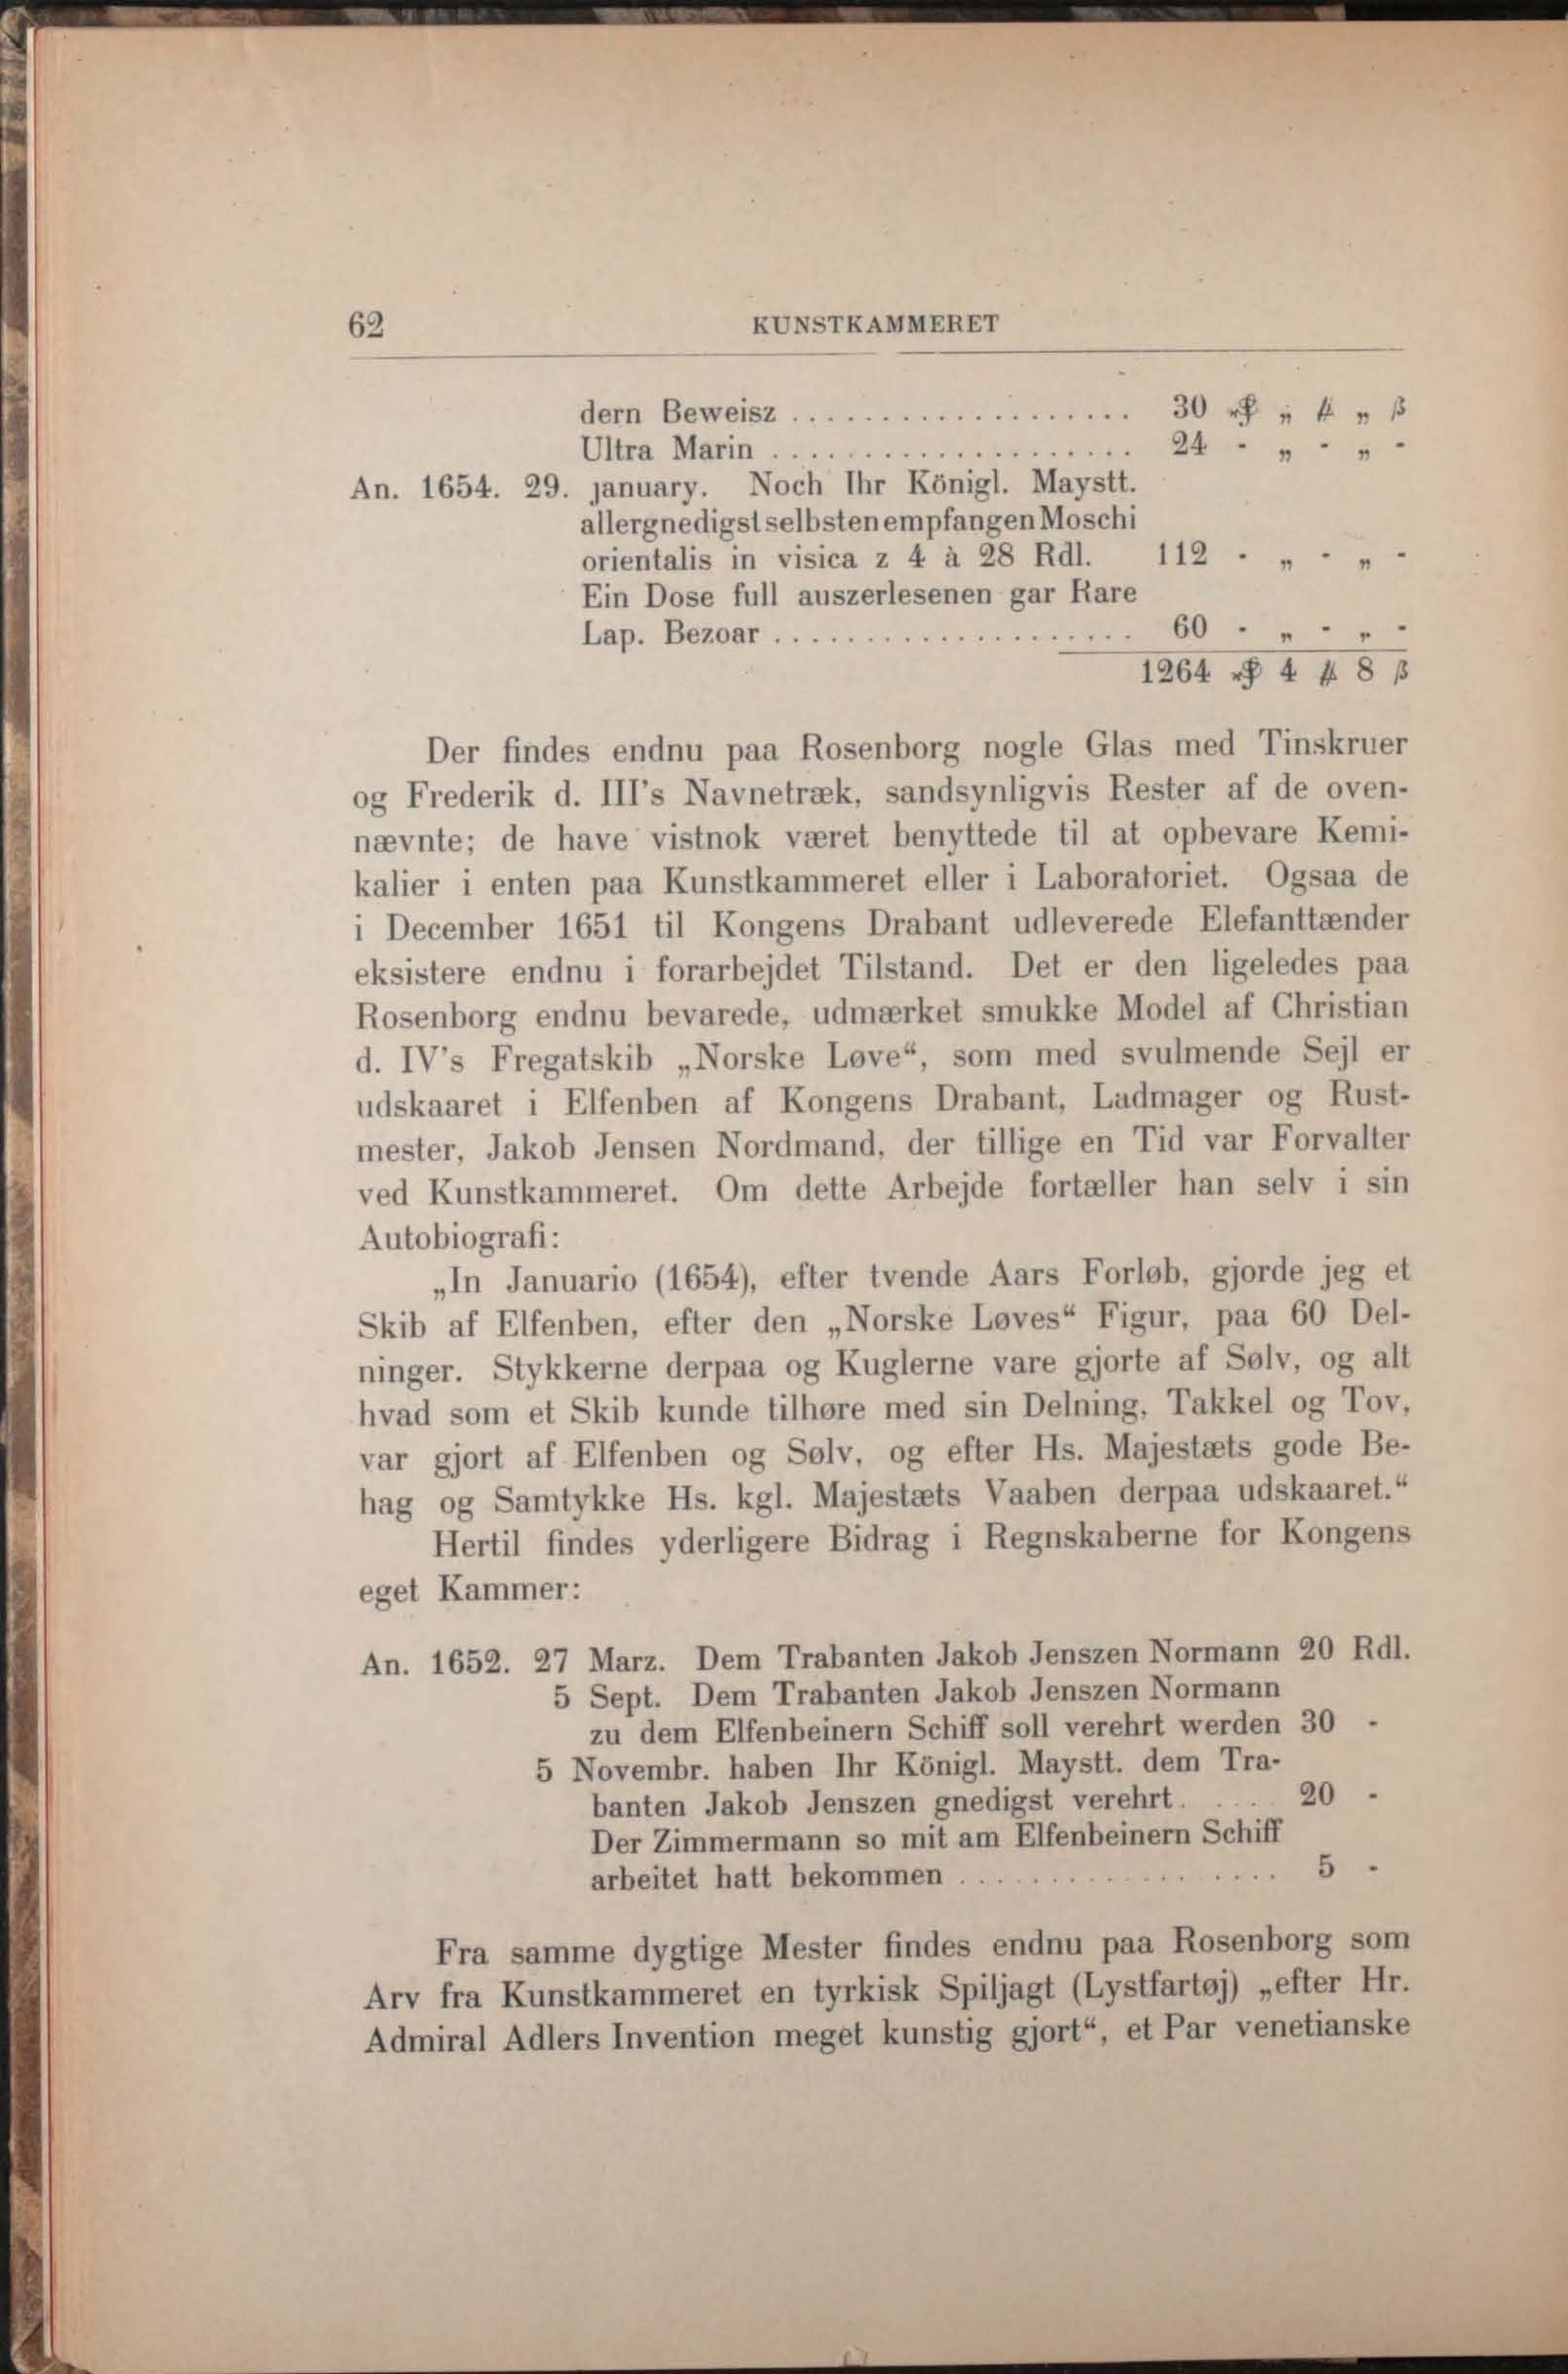 62 KUNSTKAMMERET
dern Beweisz . . . . . . . . . . . . . . . . . . . 30 „ „ ß
Ultra Marin . . . . . . . . . . . . . . . . . . . . 24 - „ - „ -
An. 1654. 29. january. Noch Ihr Königl. Maystt.
allergnedigst selbsten empfangen Moschi
orientalis in visica z 4 à 28 Rdl. 112 - „ - „ -
Ein Dose full auszerlesenen gar Rare
Lap. Bezoar . . . . . . . . . . . . . . . . . . . . 60 - „ - „ -
1264 4 8 ß
Der findes endnu paa Rosenborg nogle Glas med Tinskruer
og Frederik d. III's Navnetræk, sandsynligvis Rester af de oven-
nævnte; de have vistnok været benyttede til at opbevare Kemi-
kalier i enten paa Kunstkammeret eller i Laboratoriet. Ogsaa de
i December 1651 til Kongens Drabant udleverede Elefanttænder
eksistere endnu i forarbejdet Tilstand. Det er den ligeledes paa
Rosenborg endnu bevarede, udmærket smukke Model af Christian
d. IV's Fregatskib „Norske Løve“, som med svulmende Sejl er
udskaaret i Elfenben af Kongens Drabant, Ladmager og Rust-
mester, Jakob Jensen Nordmand, der tillige en Tid var Forvalter
ved Kunstkammeret. Om dette Arbejde fortæller han selv i sin
Autobiografi:
„In Januario (1654), efter tvende Aars Forløb, gjorde jeg et
Skib af Elfenben, efter den „Norske Løves“ Figur, paa 60 Del-
ninger. Stykkerne derpaa og Kuglerne vare gjorte af Sølv, og alt
hvad som et Skib kunde tilhøre med sin Delning, Takkel og Tov,
var gjort af Elfenben og Sølv, og efter Hs. Majestæts gode Be-
hag og Samtykke Hs. kgl. Majestæts Vaaben derpaa udskaaret.“
Hertil findes yderligere Bidrag i Regnskaberne for Kongens
eget Kammer:
An. 1652. 27 Marz. Dem Trabanten Jakob Jenszen Normann 20 Rdl.
5 Sept. Dem Trabanten Jakob Jenszen Normann
zu dem Elfenbeinern Schiff soll verehrt werden 30 -
5 Novembr. haben Ihr Königl. Maystt. dem Tra-
banten Jakob Jenszen gnedigst verehrt. . . . 20 -
Der Zimmermann so mit am Elfenbeinern Schiff
arbeitet hatt bekommen . . . . . . . . . . . . . . . . . 5 -
Fra samme dygtige Mester findes endnu paa Rosenborg som
Arv fra Kunstkammeret en tyrkisk Spiljagt (Lystfartøj) „efter Hr.
Admiral Adlers Invention meget kunstig gjort“, et Par venetianske